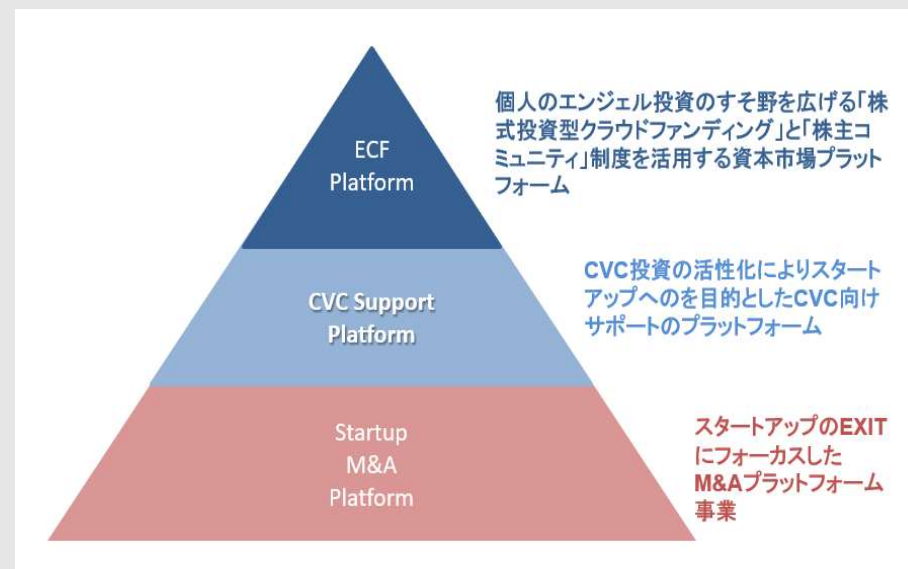 ECF
Platform
個人のエンジェル投資のすそ野を広げる「株
式投資型クラウドファンディング」と「株主コ
ミュニティ」制度を活用する資本市場プラット
フォーム
CVC Support
Platform
CVC投資の活性化によりスタート
アップへのを目的としたCVC向け
サポートのプラットフォーム
Startup
M&A
Platform
スタートアップのEXIT
にフォーカスした
M&Aプラットフォーム
事業